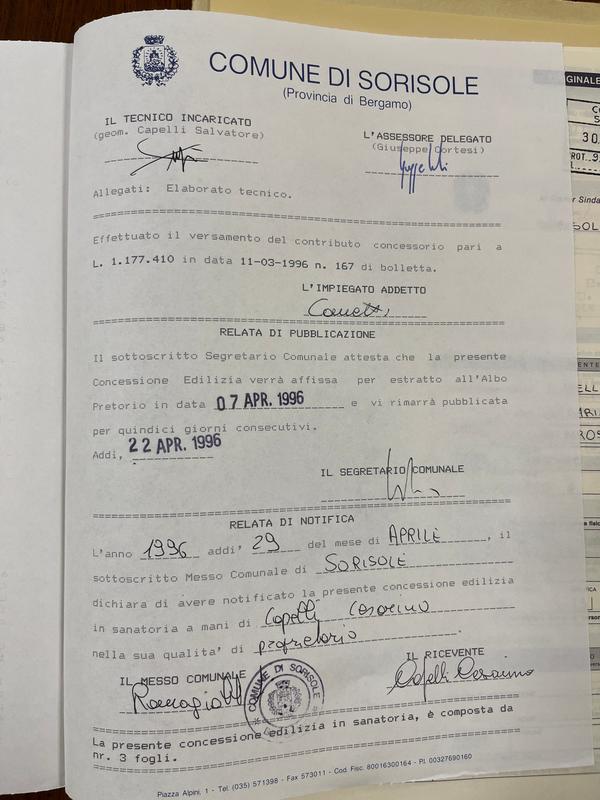 COMUNE DI SORISOLE
(Provincia di Bergamo)
IL TECNICO INCARICATO
(geom. Capelli Salvatore)
L'ASSESSORE DELEGATO
(Giuseppe Cortesi)
Allegati: Elaborato tecnico.
Effettuato il versamento del contributo concessorio pari a
L. 1.177.410 in data 11-03-1996 n. 167 di bolletta.
L'IMPIEGATO ADDETTO
RELATA DI PUBBLICAZIONE
Il sottoscritto Segretario Comunale attesta che la presente
Concessione Edilizia verrà affissa per estratto all'Albo
Pretorio in data 07 APR. 1996 e vi rimarrà pubblicata
per quindici giorni consecutivi.
Addì, 22 APR. 1996
IL SEGRETARIO COMUNALE
RELATA DI NOTIFICA
L'anno 1996 addi' 29 del mese di APRILE, il
sottoscritto Messo Comunale di SORISOLE
dichiara di avere notificato la presente concessione edilizia
in sanatoria a mani di Capelli Cesarino
nella sua qualita' di proprietario.
IL MESSO COMUNALE
IL RICEVENTE
Capelli Cesarino
COMUNE DI SORISOLE
La presente concessione edilizia in sanatoria, è composta da
nr. 3 fogli.
Piazza Alpini, 1 - Tel. (035) 571398 - Fax 573011 - Cod. Fisc. 80016300164 - P.I. 00327690160